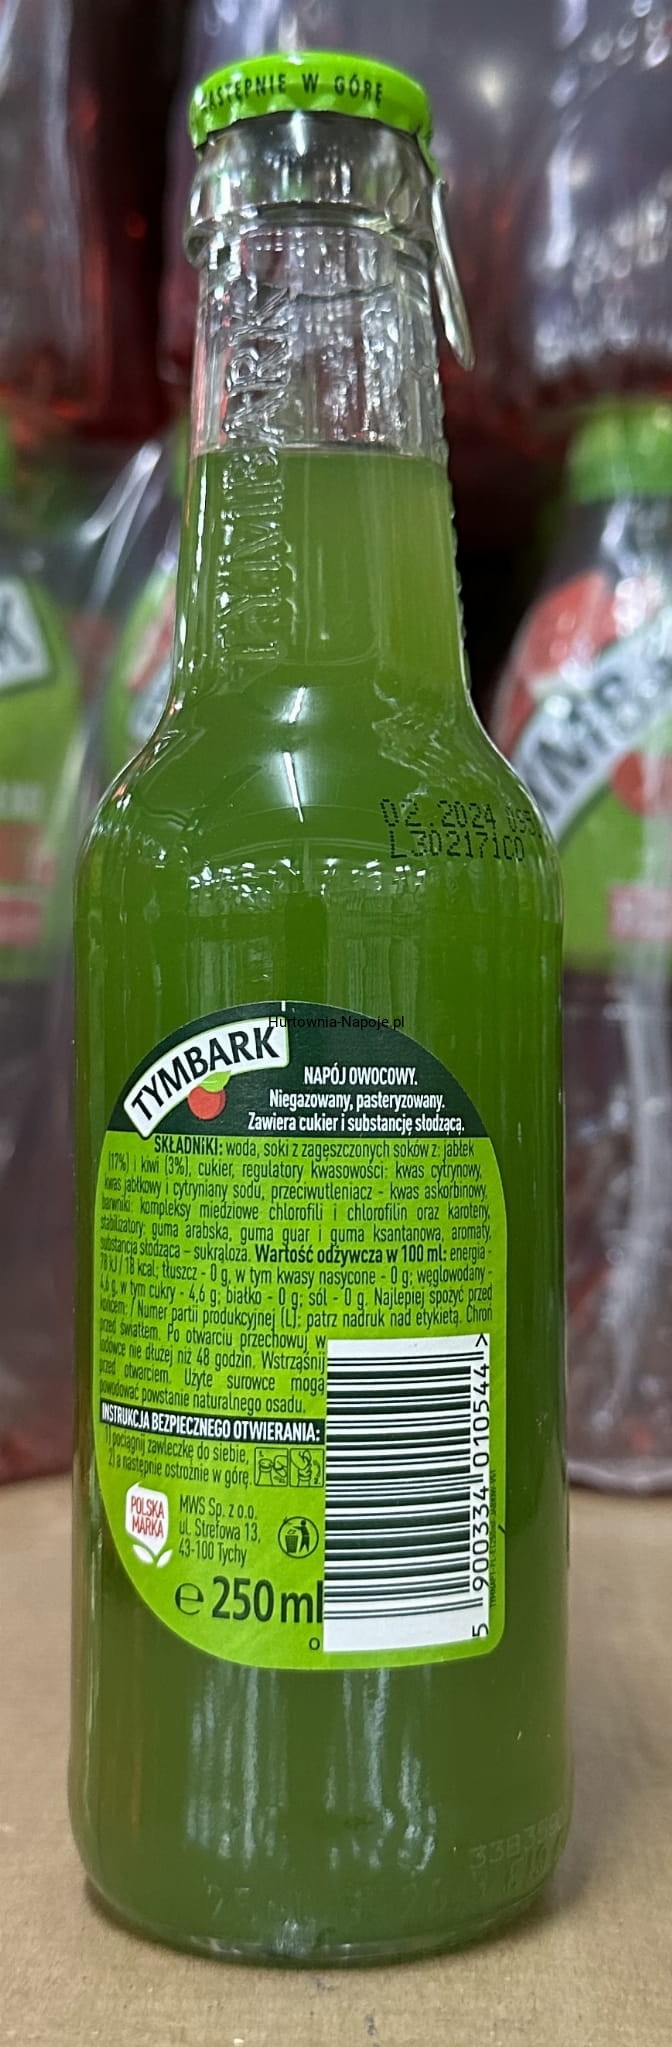 NASTĘPNIE W GÓRĘ
TYMBARK
02.2024
L302171C0
Hurtownia-Napoje.pl
TYMBARK
NAPÓJ OWOCOWY.
Niegazowany, pasteryzowany.
Zawiera cukier i substancję słodzącą.
SKŁADNIKI: woda, soki z zagęszczonych soków z: jabłek
(17%) i kiwi (3%), cukier, regulatory kwasowości: kwas cytrynowy,
kwas jabłkowy i cytryniany sodu, przeciwutleniacz - kwas askorbinowy,
barwniki: kompleksy miedziowe chlorofili i chlorofilin oraz karoteny,
stabilizatory: guma arabska, guma guar i guma ksantanowa, aromaty,
substancja słodząca – sukraloza. Wartość odżywcza w 100 ml: energia -
78 kJ / 18 kcal; tłuszcz - 0 g, w tym kwasy nasycone - 0 g; węglowodany -
4,6 g, w tym cukry - 4,6 g; białko - 0 g; sól - 0 g. Najlepiej spożyć przed
końcem: / Numer partii produkcyjnej (L): patrz nadruk nad etykietą. Chroń
przed światłem. Po otwarciu przechowuj w
lodówce nie dłużej niż 48 godzin. Wstrząśnij
przed otwarciem. Użyte surowce mogą
powodować powstanie naturalnego osadu.
INSTRUKCJA BEZPIECZNEGO OTWIERANIA:
1) pociągnij zawleczkę do siebie,
2) a następnie ostrożnie w górę.
POLSKA
MARKA
MWS Sp. z o.o.
ul. Strefowa 13,
43-100 Tychy
e 250 ml
5 900334 010544 >